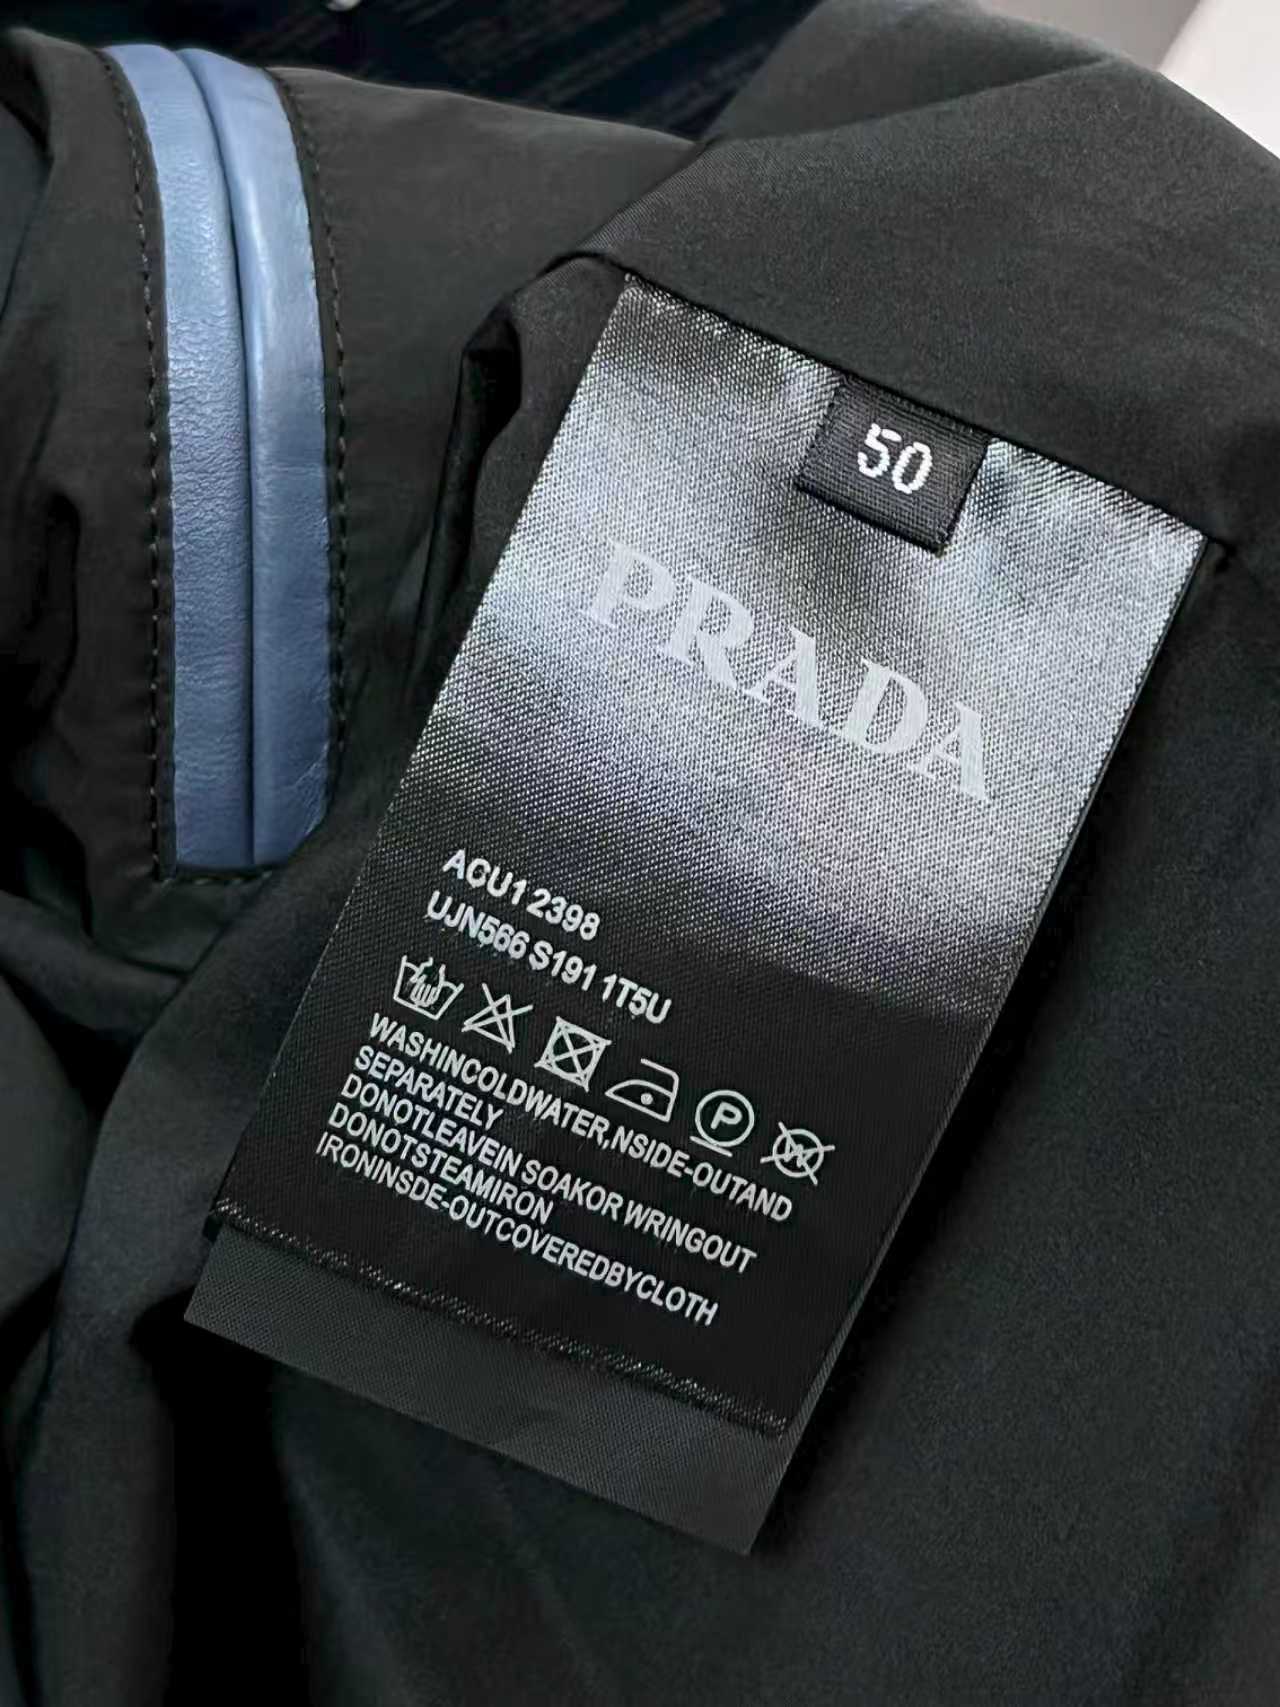 50
PRADA
ACU1 2398
UJN566 S191 1T5U
P
W
WASHINCOLDWATER,NSIDE-OUTAND
SEPARATELY
DONOTLEAVEIN SOAKOR WRINGOUT
DONOTSTEAMIRON
IRONINSDE-OUTCOVEREDBYCLOTH